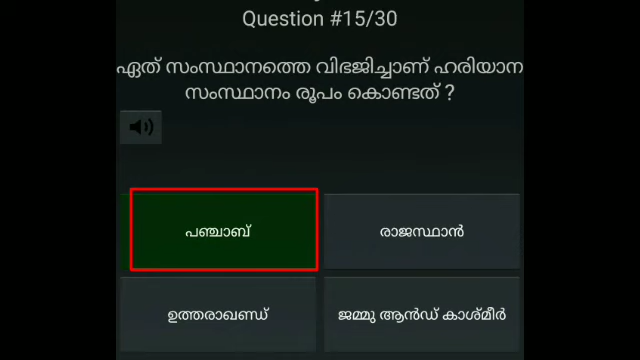 Question #15/30
ഏത് സംസ്ഥാനത്തെ വിഭജിച്ചാണ് ഹരിയാന
സംസ്ഥാനം രൂപം കൊണ്ടത് ?
പഞ്ചാബ്
രാജസ്ഥാൻ
ഉത്തരാഖണ്ഡ്
ജമ്മു ആൻഡ് കാശ്മീർ